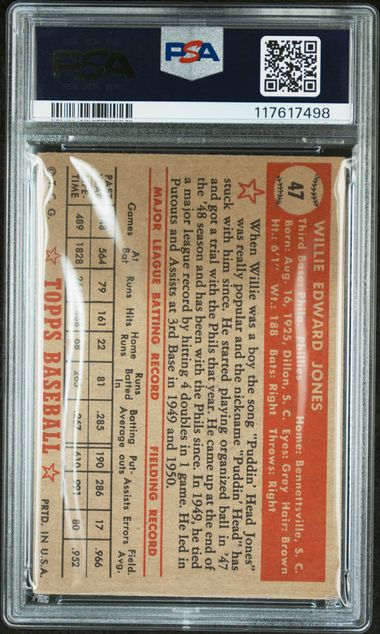 PSA
PSA
117617498
47
WILLIE EDWARD JONES
Third Base: Phila. Phillies Home: Bennettsville, S. C.
Born: Aug. 16, 1925, Dillon, S. C. Eyes: Grey Hair: Brown
Ht.: 6'1" Wt.: 188 Bats: Right Throws: Right
When Willie was a boy the song "Puddin' Head Jones"
was really popular and the nickname "Puddin' Head" has
stuck with him since. He started playing organized ball in '47
and got a trial with the Phils that year. He came up at the end of
the '48 season and has been with the Phils since. In 1949, he tied
a major league record by hitting 4 doubles in 1 game. He led in
Putouts and Assists at 3rd Base in 1949 and 1950.
MAJOR LEAGUE BATTING RECORD FIELDING RECORD
Games At Bat Runs Hits Home Runs Runs Batted In Batting Average Put-outs Assists Errors Field. Avg.
PAST 564 79 161 22 81 .285 190 286 17 .966
TIME 489 1828 68 991 80 .952
TOPPS BASEBALL
PRTD. IN U.S.A.